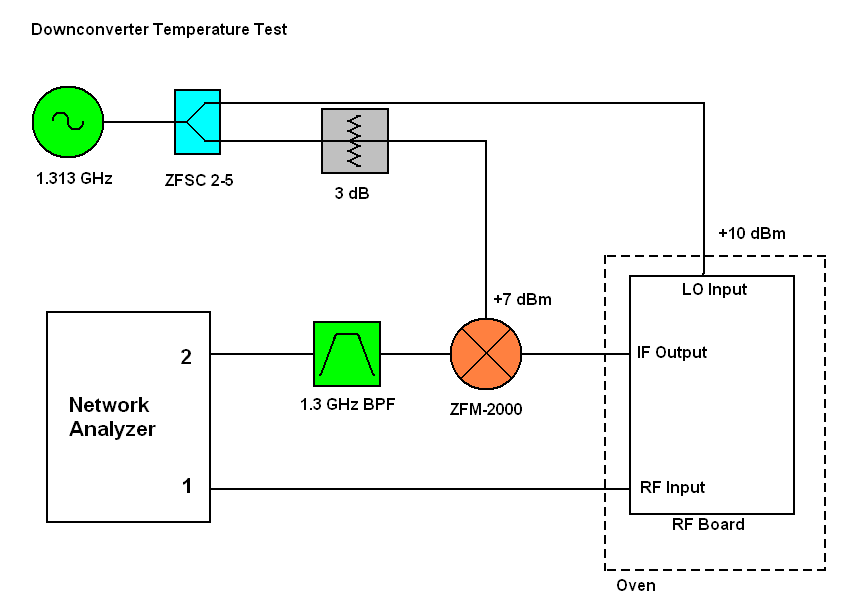 Downconverter Temperature Test
1.313 GHz
ZFSC 2-5
3 dB
+10 dBm
LO Input
+7 dBm
2
IF Output
Network
Analyzer
1.3 GHz BPF
ZFM-2000
1
RF Input
RF Board
Oven